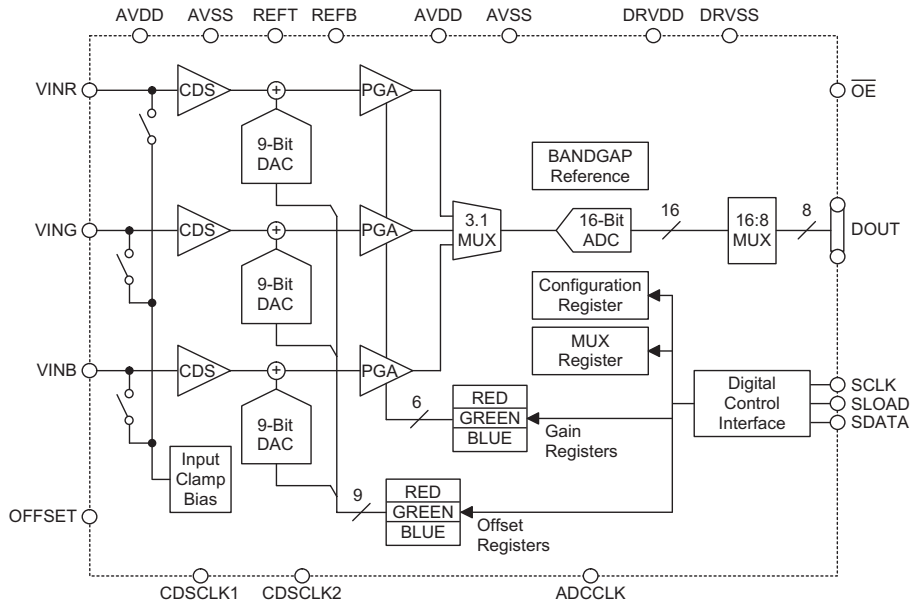 AVDD AVSS REFT REFB AVDD AVSS DRVDD DRVSS
VINR CDS + PGA OE
9-Bit
DAC
BANDGAP
Reference
VING CDS + PGA
3.1
MUX
16-Bit
ADC
16
16:8
MUX
8
DOUT
9-Bit
DAC
Configuration
Register
MUX
Register
VINB CDS + PGA
Digital
Control
Interface
SCLK
SLOAD
SDATA
6
RED
GREEN
BLUE
Gain
Registers
9-Bit
DAC
Input
Clamp
Bias
9
RED
GREEN
BLUE
Offset
Registers
OFFSET
CDSCLK1 CDSCLK2 ADCCLK